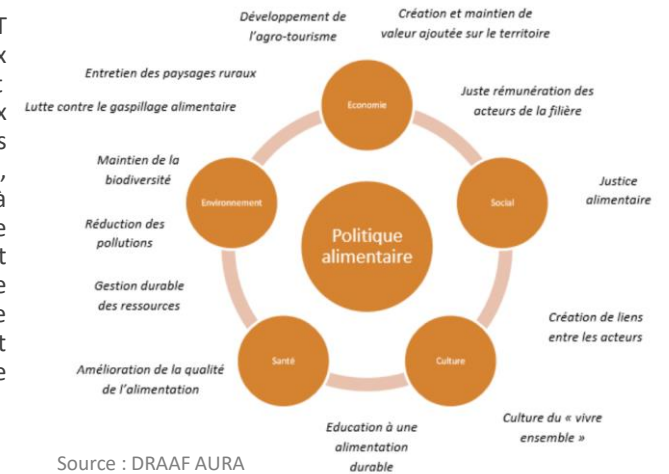 Développement de
l'agro-tourisme
Création et maintien de
valeur ajoutée sur le territoire
Entretien des paysages ruraux
Lutte contre le gaspillage alimentaire
Economie
Juste rémunération des
acteurs de la filière
Maintien de la
biodiversité
Environnement
Social
Justice
alimentaire
Politique
alimentaire
Réduction des
pollutions
Gestion durable
des ressources
Création de liens
entre les acteurs
Santé
Culture
Amélioration de la qualité
de l'alimentation
Education à une
alimentation
durable
Culture du « vivre
ensemble »
Source : DRAAF AURA